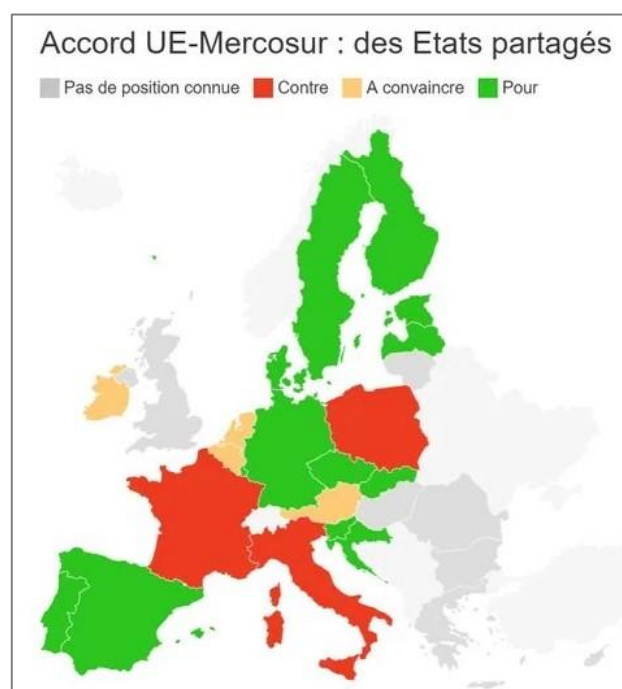 Accord UE-Mercosur : des Etats partagés
Pas de position connue Contre A convaincre Pour